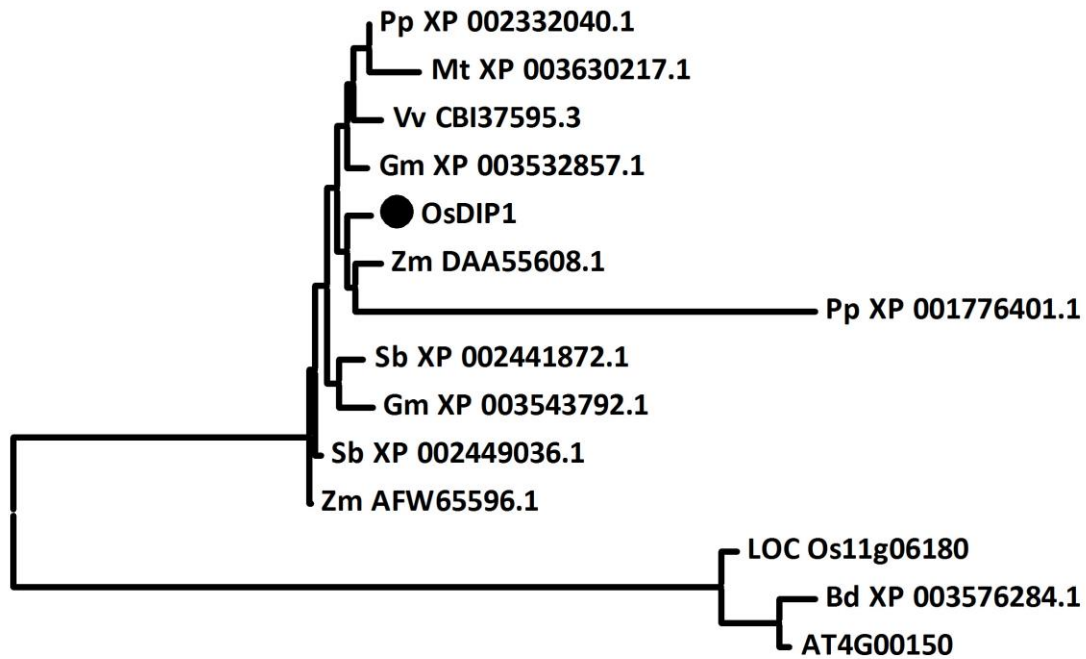 Pp XP 002332040.1
Mt XP 003630217.1
Vv CBI37595.3
Gm XP 003532857.1
OsDIP1
Zm DAA55608.1
Pp XP 001776401.1
Sb XP 002441872.1
Gm XP 003543792.1
Sb XP 002449036.1
Zm AFW65596.1
LOC Os11g06180
Bd XP 003576284.1
AT4G00150